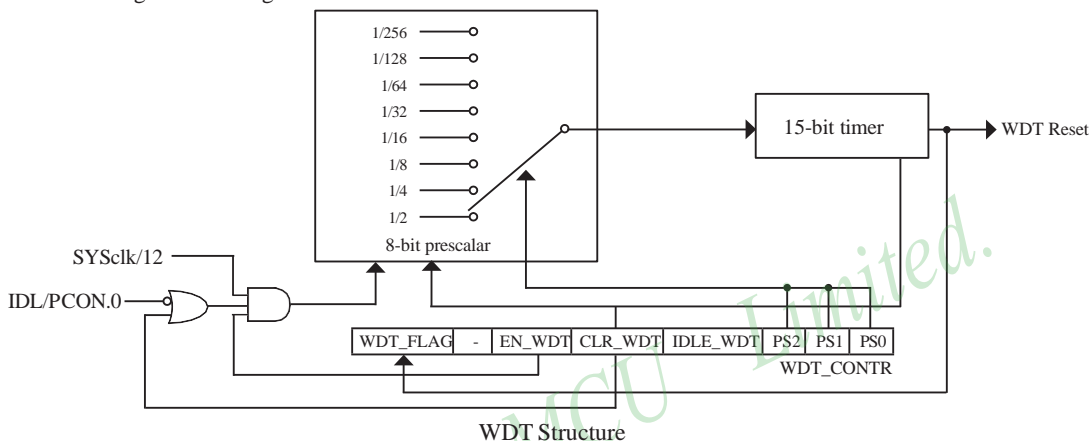 1/256
1/128
1/64
1/32
1/16
1/8
1/4
1/2
8-bit prescalar
15-bit timer
WDT Reset
SYSclk/12
IDL/PCON.0
WDT_FLAG - EN_WDT CLR_WDT IDLE_WDT PS2 PS1 PS0
WDT_CONTR
MCU Limited.
WDT Structure